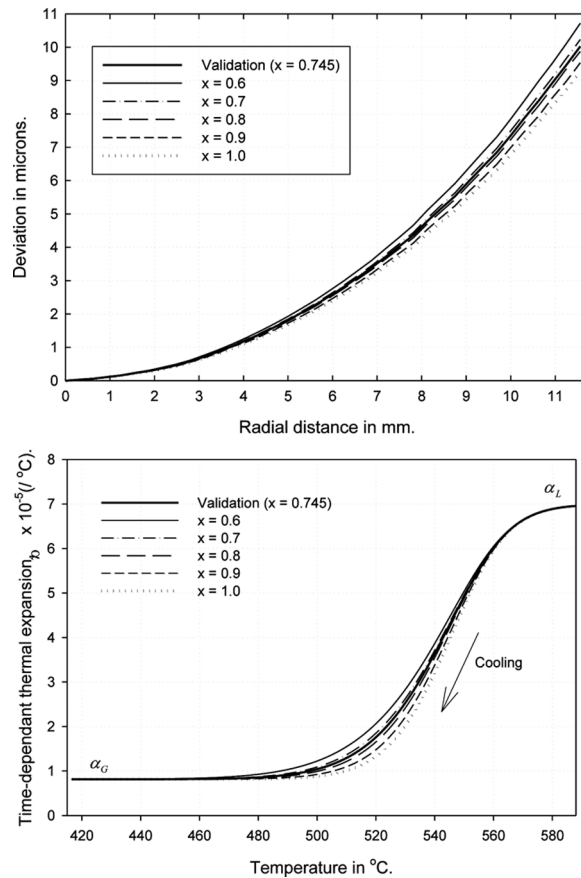 11
10
9
8
7
6
5
4
3
2
1
0
Deviation in microns.
Validation (x = 0.745)
x = 0.6
x = 0.7
x = 0.8
x = 0.9
x = 1.0
0 1 2 3 4 5 6 7 8 9 10 11
Radial distance in mm.
8
7
6
5
4
3
2
1
0
Time-dependant thermal expansion, α x 10⁻⁵(/ °C).
Validation (x = 0.745)
x = 0.6
x = 0.7
x = 0.8
x = 0.9
x = 1.0
α_L
Cooling
α_G
420 440 460 480 500 520 540 560 580
Temperature in °C.